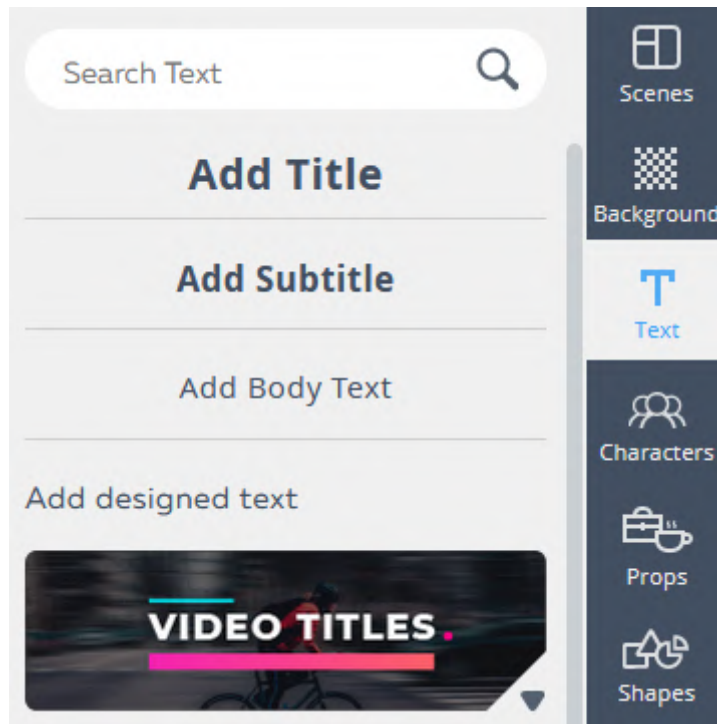 Search Text
Add Title
Add Subtitle
Add Body Text
Add designed text
VIDEO TITLES.
Scenes
Background
Text
Characters
Props
Shapes